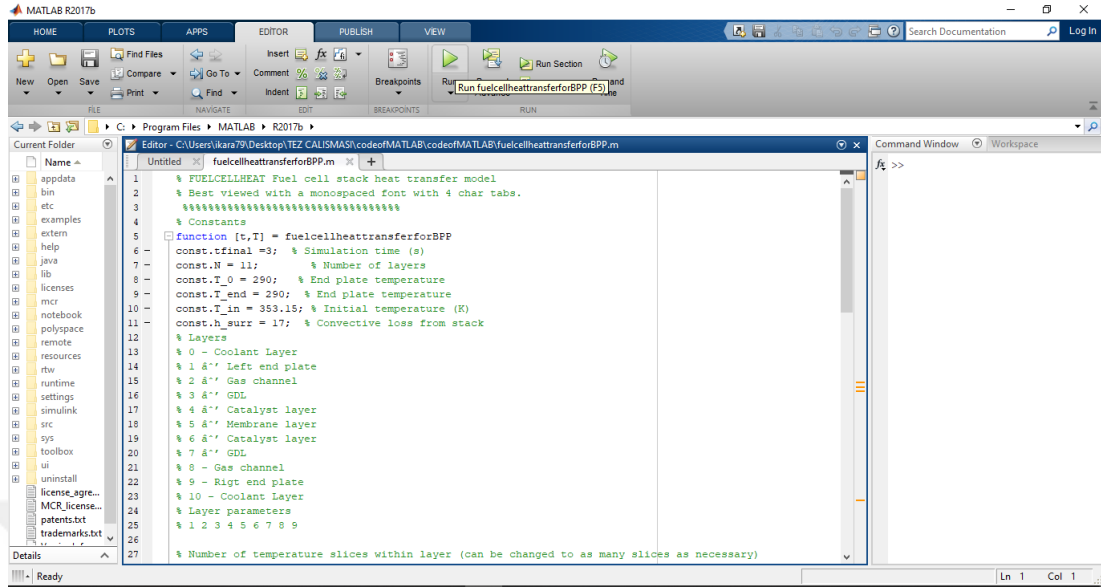 MATLAB R2017b
HOME PLOTS APPS EDITOR PUBLISH VIEW
Search Documentation Log In
New Open Save
Find Files
Compare
Print
Go To
Find
Insert fx
Comment
Indent
Breakpoints
Run Section
Run fuelcellheattransferforBPP (F5)
FILE NAVIGATE EDIT BREAKPOINTS RUN
C: Program Files MATLAB R2017b
Current Folder
Name
appdata
bin
etc
examples
extern
help
java
lib
licenses
mcr
notebook
polyspace
remote
resources
rtw
runtime
settings
simulink
src
sys
toolbox
ui
uninstall
license_agre...
MCR_license...
patents.txt
trademarks.txt
Details
Editor - C:\Users\ikara79\Desktop\TEZ CALISMASI\codeofMATLAB\codeofMATLAB\fuelcellheattransferforBPP.m
Untitled fuelcellheattransferforBPP.m +
1 % FUELCELLHEAT Fuel cell stack heat transfer model
2 % Best viewed with a monospaced font with 4 char tabs.
3 %%%%%%%%%%%%%%%%%%%%%%%%%%%%%%%%%%
4 % Constants
5 function [t,T] = fuelcellheattransferforBPP
6 – const.tfinal =3; % Simulation time (s)
7 – const.N = 11; % Number of layers
8 – const.T_0 = 290; % End plate temperature
9 – const.T_end = 290; % End plate temperature
10 – const.T_in = 353.15; % Initial temperature (K)
11 – const.h_surr = 17; % Convective loss from stack
12 % Layers
13 % 0 - Coolant Layer
14 % 1 âˆ’ Left end plate
15 % 2 âˆ’ Gas channel
16 % 3 âˆ’ GDL
17 % 4 âˆ’ Catalyst layer
18 % 5 âˆ’ Membrane layer
19 % 6 âˆ’ Catalyst layer
20 % 7 âˆ’ GDL
21 % 8 - Gas channel
22 % 9 - Rigt end plate
23 % 10 - Coolant Layer
24 % Layer parameters
25 % 1 2 3 4 5 6 7 8 9
26
27 % Number of temperature slices within layer (can be changed to as many slices as necessary)
Command Window Workspace
fx >>
Ready
Ln 1 Col 1